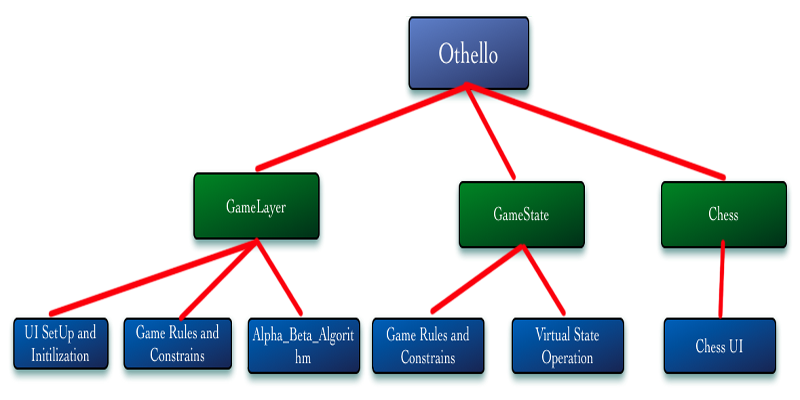 Othello
GameLayer
GameState
Chess
UI SetUp and
Initilization
Game Rules and
Constrains
Alpha_Beta_Algorit
hm
Game Rules and
Constrains
Virtual State
Operation
Chess UI